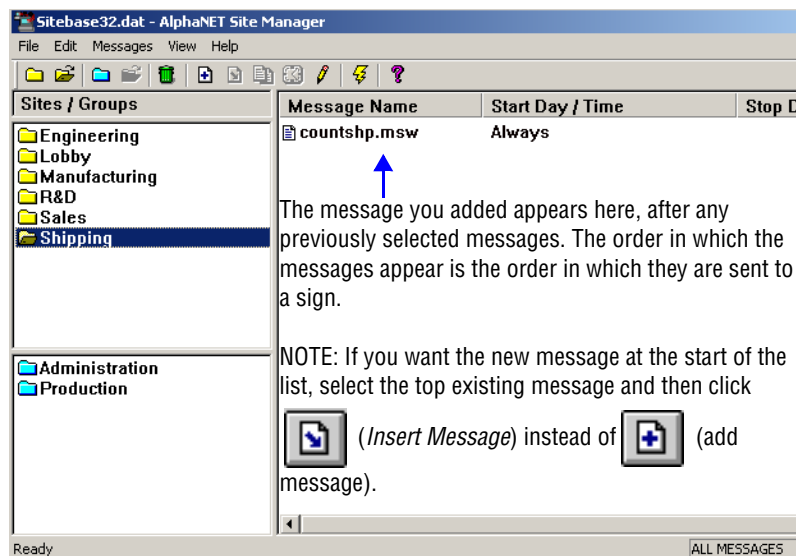 Sitebase32.dat - AlphaNET Site Manager
File Edit Messages View Help
Sites / Groups
Message Name Start Day / Time Stop D
Engineering
Lobby
Manufacturing
R&D
Sales
Shipping
countshp.msw Always
The message you added appears here, after any
previously selected messages. The order in which the
messages appear is the order in which they are sent to
a sign.
Administration
Production
NOTE: If you want the new message at the start of the
list, select the top existing message and then click
(Insert Message) instead of (add
message).
Ready
ALL MESSAGES